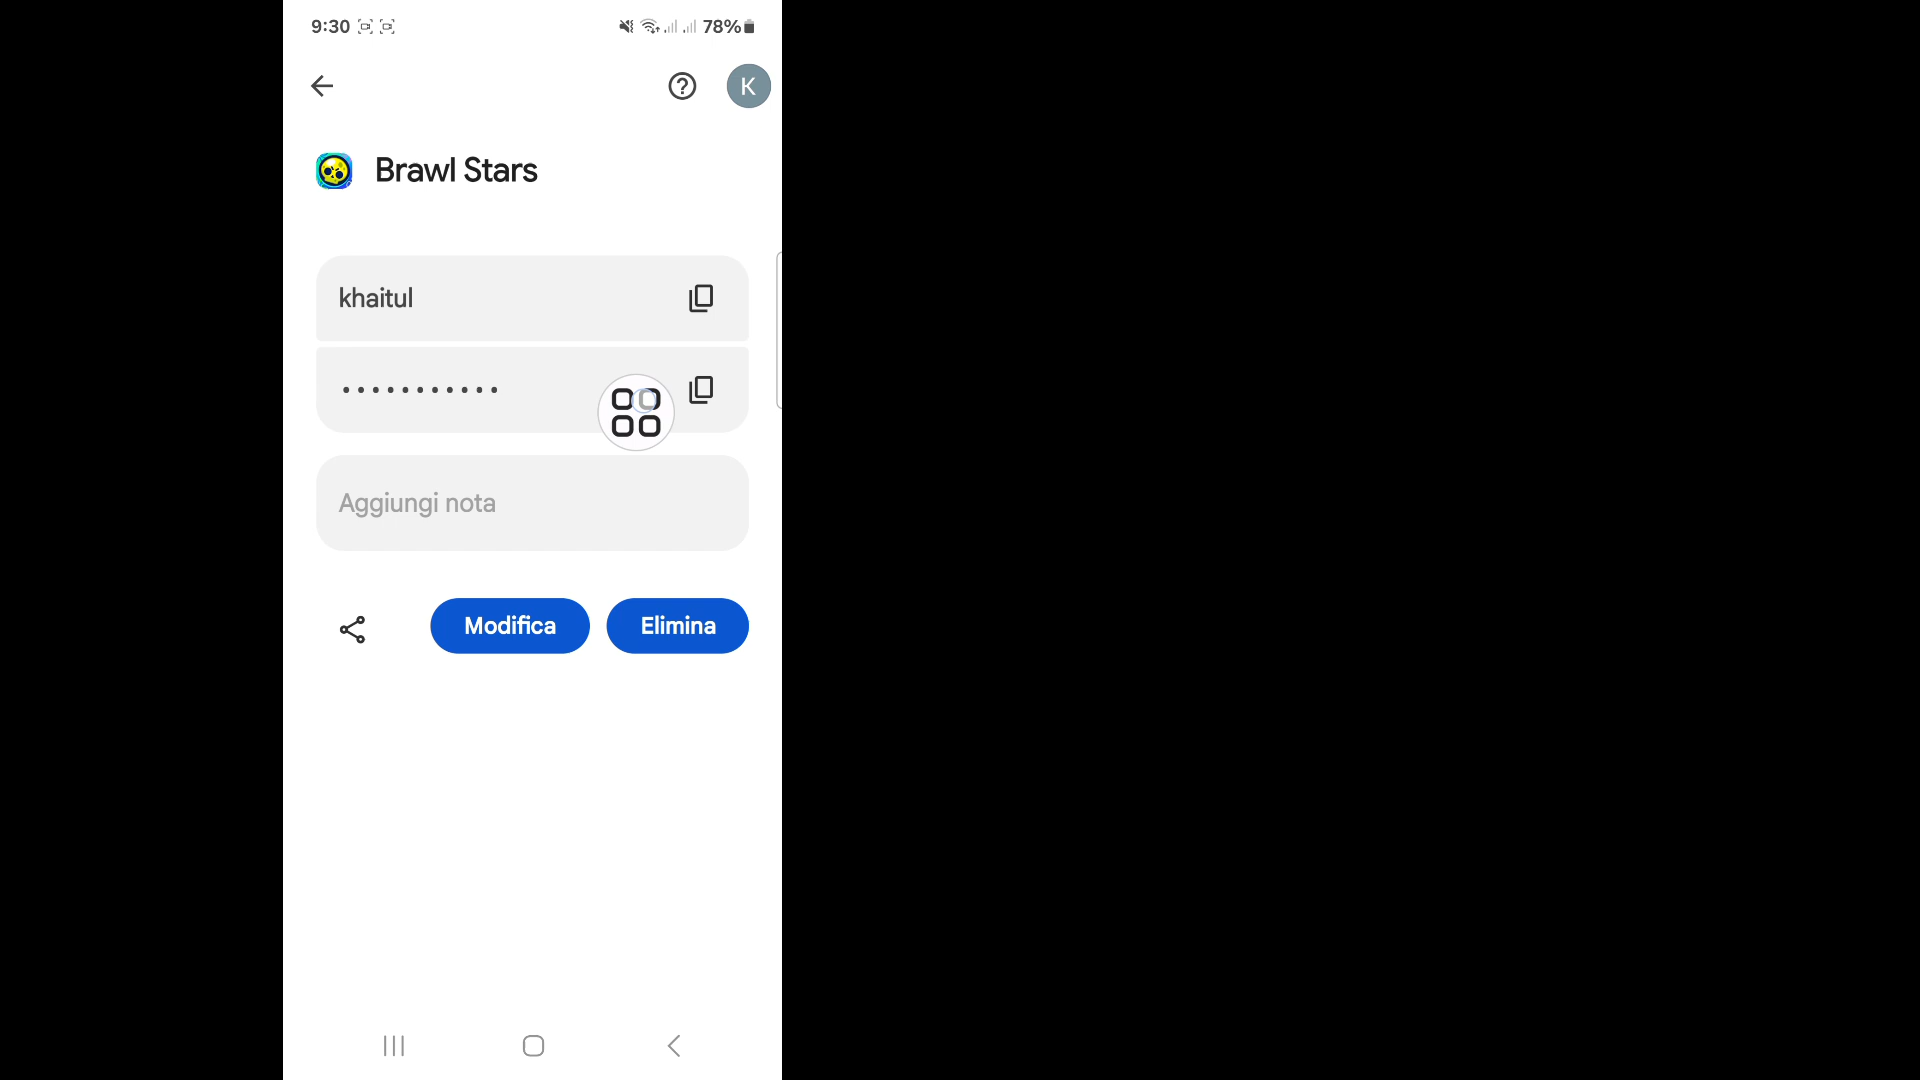 9:30 78%
K
Brawl Stars
khaitul
•••••••••••
Aggiungi nota
Modifica Elimina